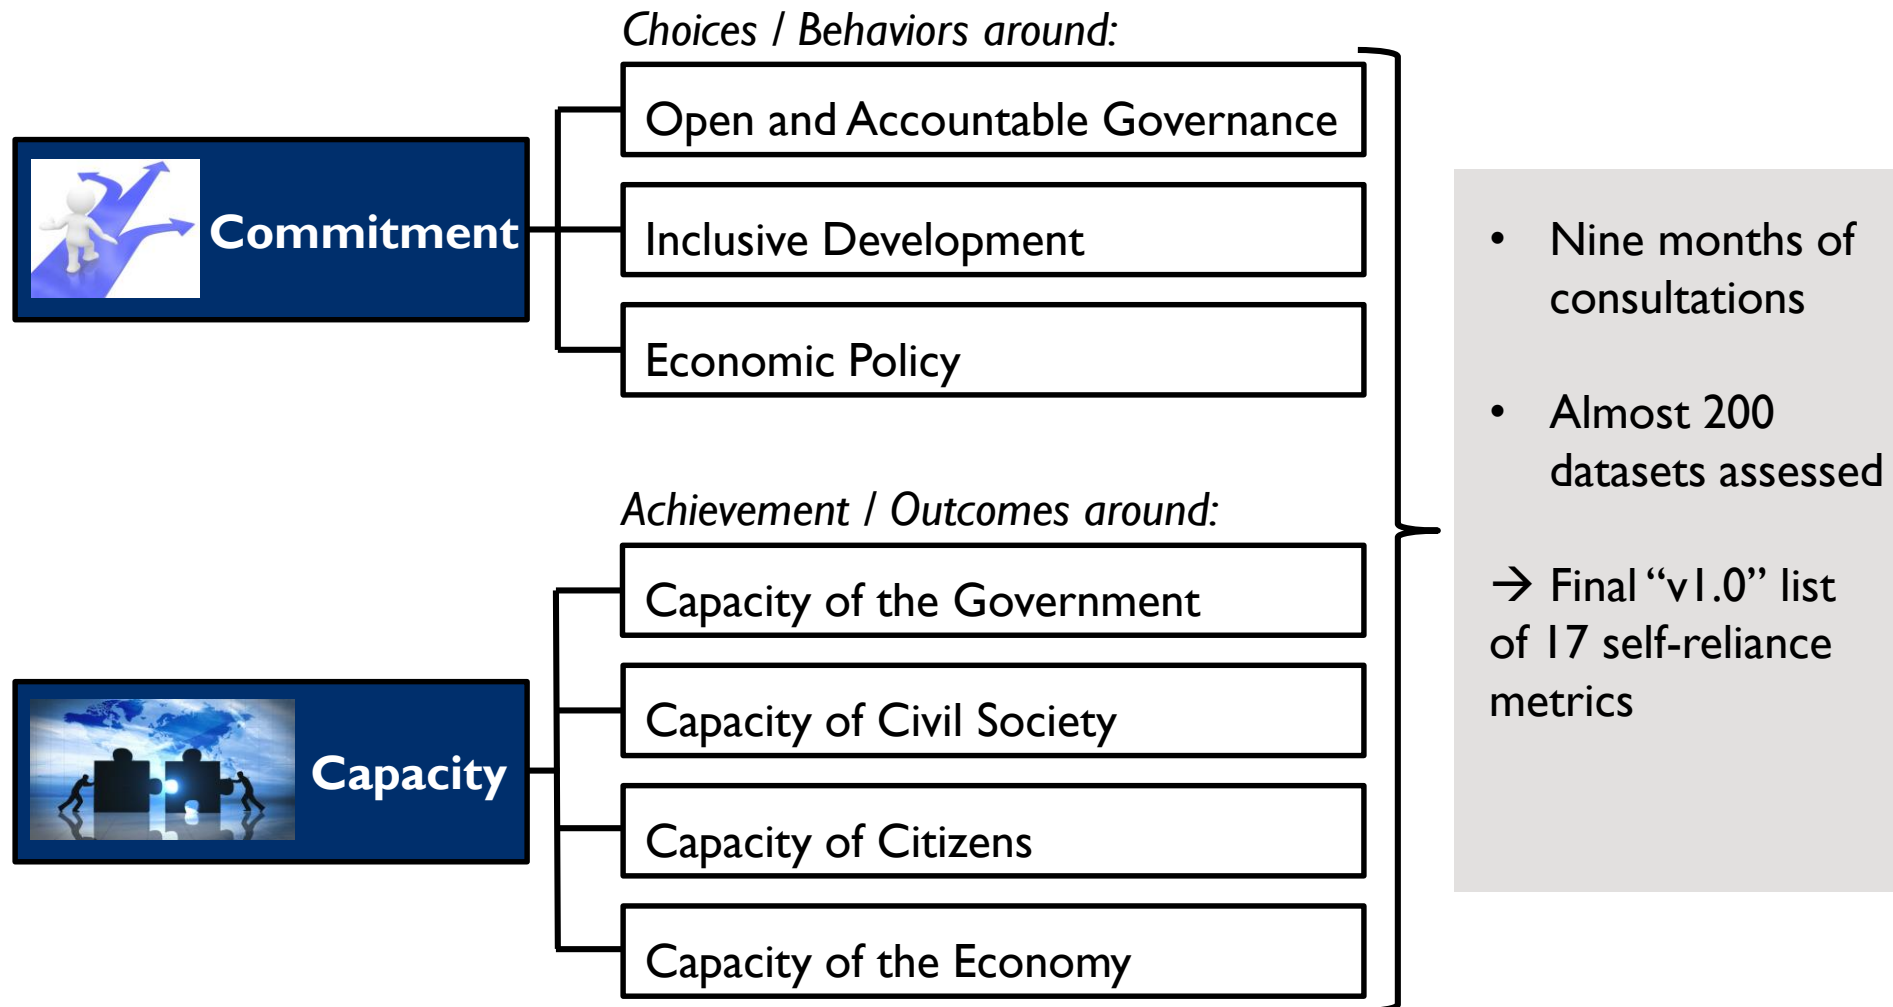 Choices / Behaviors around:
Open and Accountable Governance
Commitment
Inclusive Development
Economic Policy
Achievement / Outcomes around:
Capacity of the Government
Capacity of Civil Society
Capacity
Capacity of Citizens
Capacity of the Economy
• Nine months of
consultations
• Almost 200
datasets assessed
→ Final “v1.0” list
of 17 self-reliance
metrics